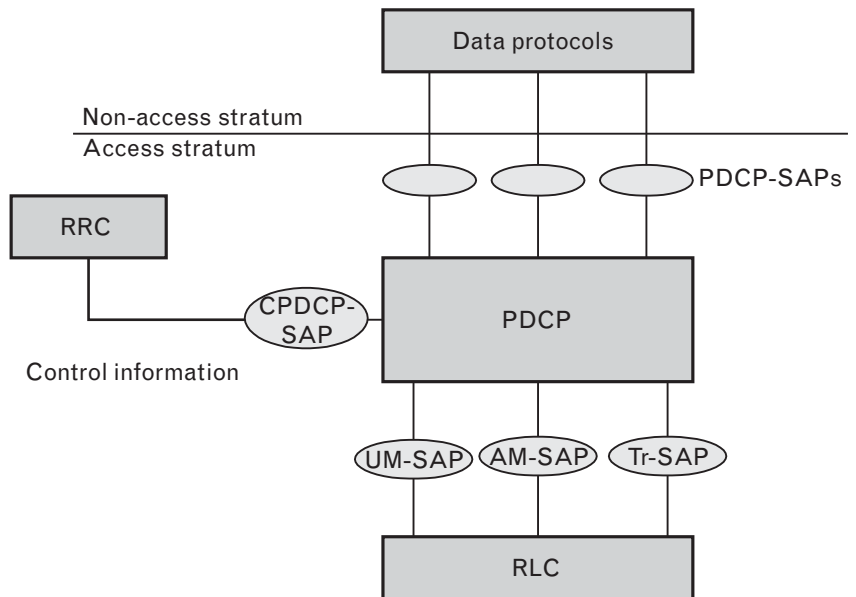 Data protocols
Non-access stratum
Access stratum
PDCP-SAPs
RRC
CPDCP-
SAP
PDCP
Control information
UM-SAP
AM-SAP
Tr-SAP
RLC